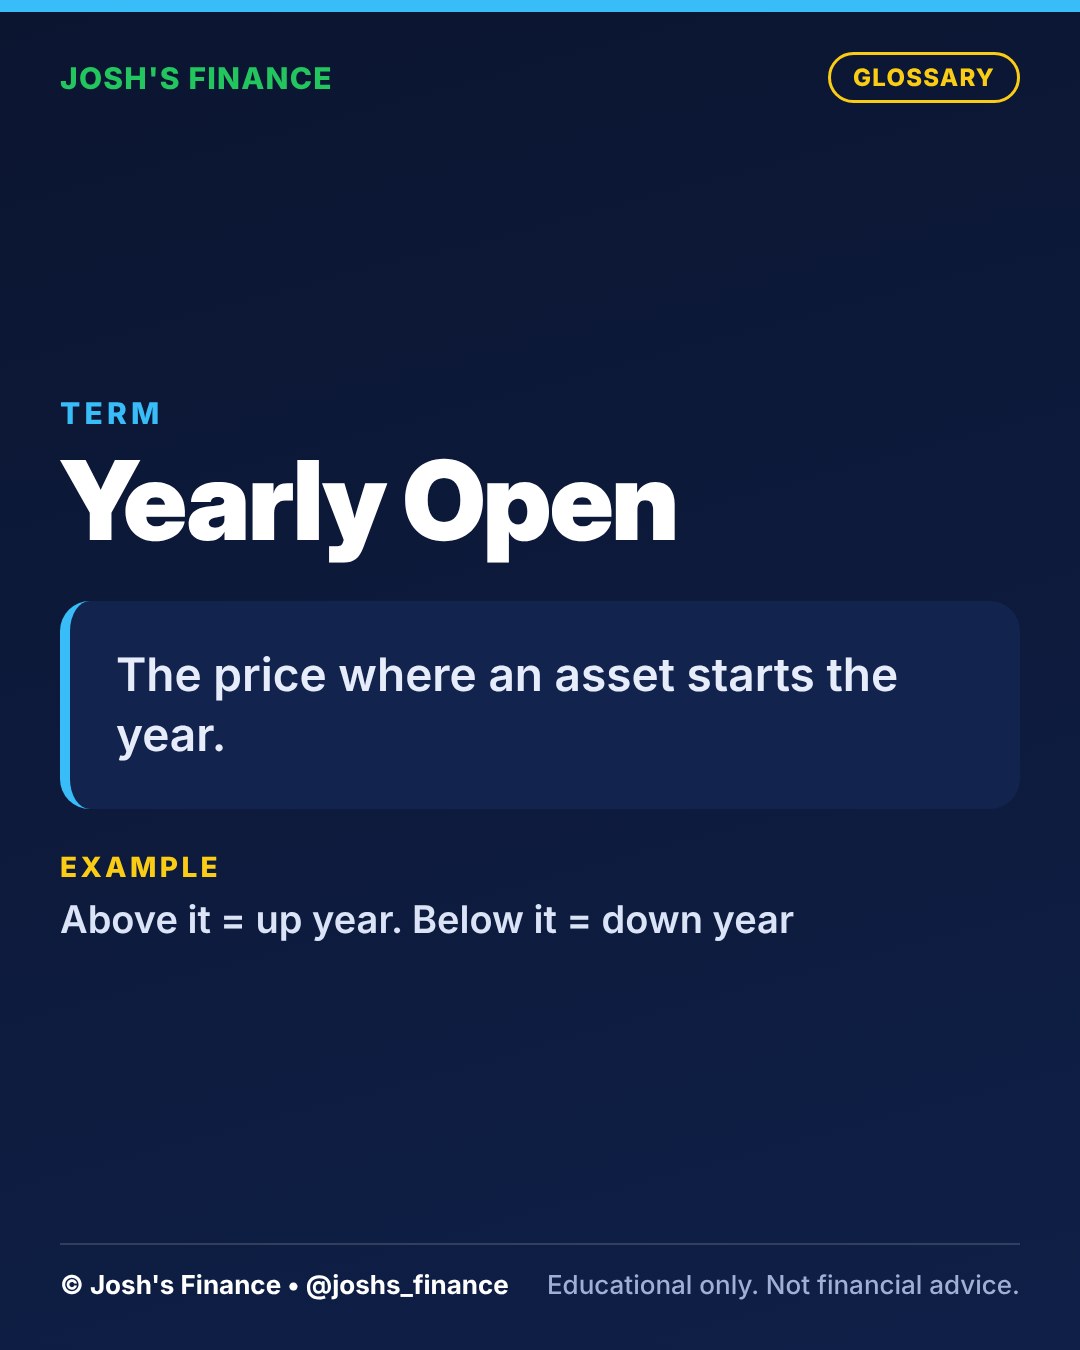 JOSH'S FINANCE
GLOSSARY
TERM
Yearly Open
The price where an asset starts the
year.
EXAMPLE
Above it = up year. Below it = down year
© Josh's Finance • @joshs_finance
Educational only. Not financial advice.